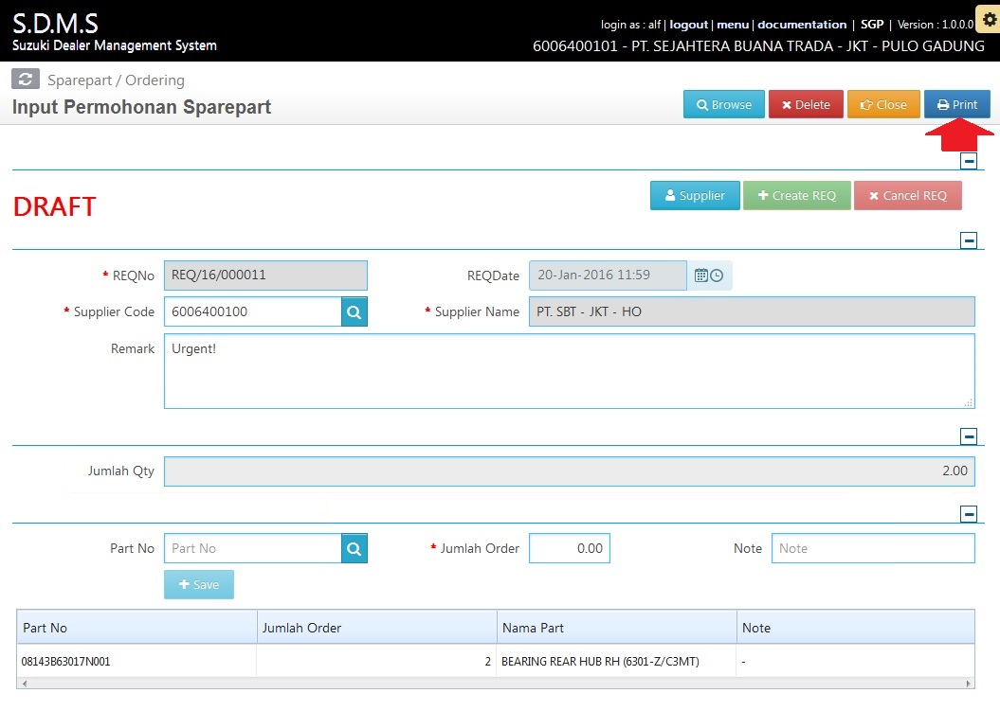 S.D.M.S
Suzuki Dealer Management System
login as : alf | logout | menu | documentation | SGP | Version : 1.0.0.0
6006400101 - PT. SEJAHTERA BUANA TRADA - JKT - PULO GADUNG
Sparepart / Ordering
Input Permohonan Sparepart
Browse Delete Close Print
DRAFT
Supplier Create REQ Cancel REQ
* REQNo REQ/16/000011 REQDate 20-Jan-2016 11:59
* Supplier Code 6006400100 * Supplier Name PT. SBT - JKT - HO
Remark Urgent!
Jumlah Qty 2.00
Part No Part No * Jumlah Order 0.00 Note Note
Save
Part No Jumlah Order Nama Part Note
08143B63017N001 2 BEARING REAR HUB RH (6301-Z/C3MT) -